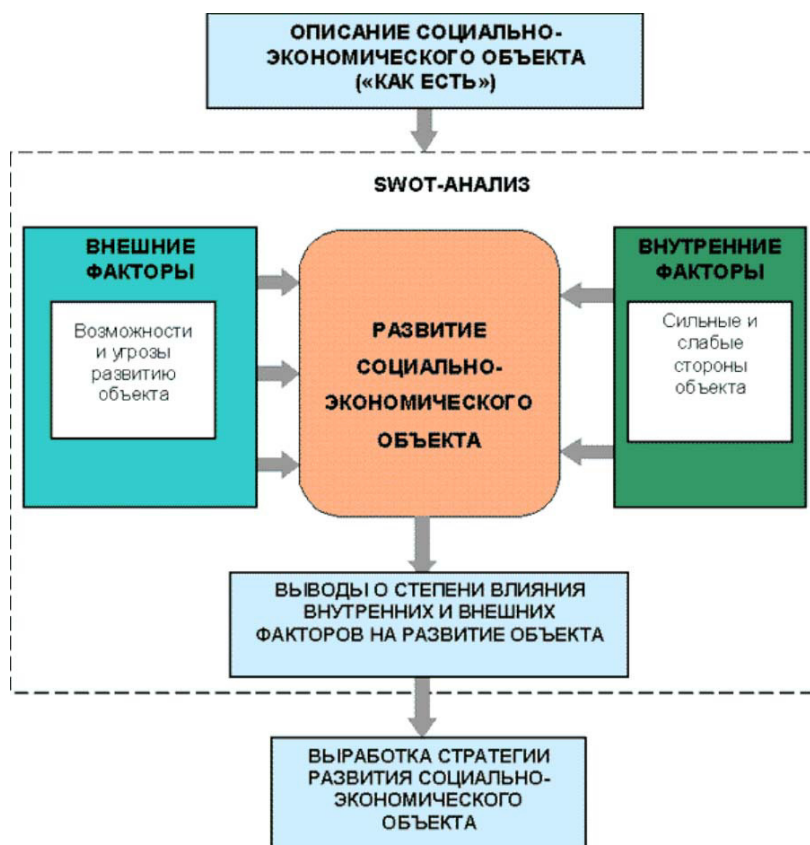 ОПИСАНИЕ СОЦИАЛЬНО-
ЭКОНОМИЧЕСКОГО ОБЪЕКТА
(«КАК ЕСТЬ»)
SWOT-АНАЛИЗ
ВНЕШНИЕ
ФАКТОРЫ
Возможности
и угрозы
развитию
объекта
РАЗВИТИЕ
СОЦИАЛЬНО-
ЭКОНОМИЧЕСКОГО
ОБЪЕКТА
ВНУТРЕННИЕ
ФАКТОРЫ
Сильные и
слабые
стороны
объекта
ВЫВОДЫ О СТЕПЕНИ ВЛИЯНИЯ
ВНУТРЕННИХ И ВНЕШНИХ
ФАКТОРОВ НА РАЗВИТИЕ ОБЪЕКТА
ВЫРАБОТКА СТРАТЕГИИ
РАЗВИТИЯ СОЦИАЛЬНО-
ЭКОНОМИЧЕСКОГО
ОБЪЕКТА